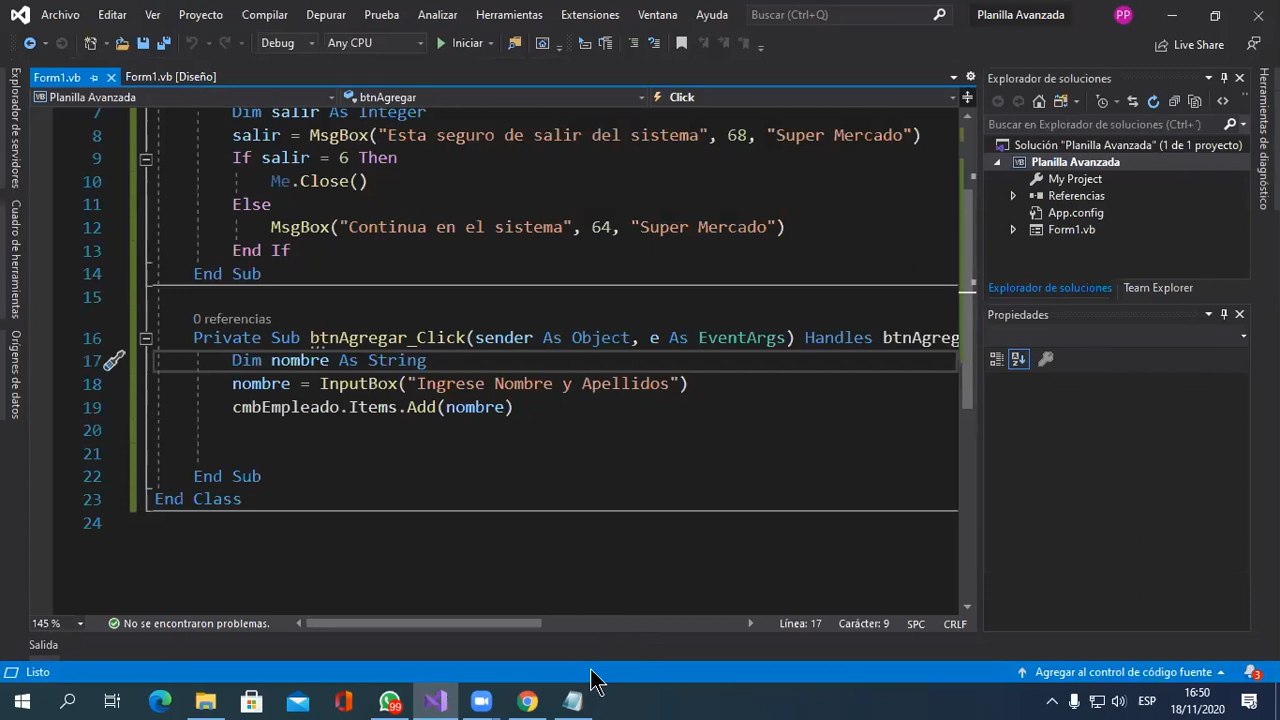 Archivo Editar Ver Proyecto Compilar Depurar Prueba Analizar Herramientas Extensiones Ventana Ayuda Buscar (Ctrl+Q) Planilla Avanzada PP
Debug Any CPU Iniciar Live Share
Form1.vb Form1.vb [Diseño]
Planilla Avanzada btnAgregar Click
7 Dim salir As Integer
8 salir = MsgBox("Esta seguro de salir del sistema", 68, "Super Mercado")
9 If salir = 6 Then
10 Me.Close()
11 Else
12 MsgBox("Continua en el sistema", 64, "Super Mercado")
13 End If
14 End Sub
15
0 referencias
16 Private Sub btnAgregar_Click(sender As Object, e As EventArgs) Handles btnAgreg
17 Dim nombre As String
18 nombre = InputBox("Ingrese Nombre y Apellidos")
19 cmbEmpleado.Items.Add(nombre)
20
21
22 End Sub
23 End Class
24
145 % No se encontraron problemas. Línea: 17 Carácter: 9 SPC CRLF
Salida
Listo Agregar al control de código fuente 3
Explorador de servidores
Cuadro de herramientas
Orígenes de datos
Explorador de soluciones
Buscar en Explorador de soluciones (Ctrl+')
Solución "Planilla Avanzada" (1 de 1 proyecto)
VB Planilla Avanzada
My Project
Referencias
App.config
Form1.vb
Explorador de soluciones Team Explorer
Propiedades
Herramientas de diagnóstico
99 ESP 16:50
18/11/2020